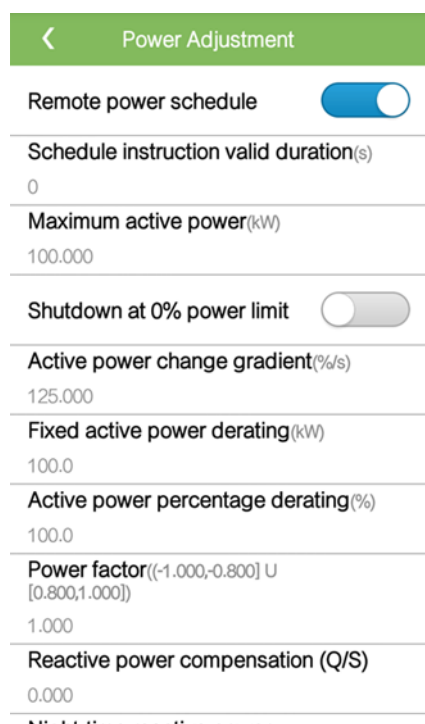 Power Adjustment
Remote power schedule
Schedule instruction valid duration(s)
0
Maximum active power(kW)
100.000
Shutdown at 0% power limit
Active power change gradient(%/s)
125.000
Fixed active power derating(kW)
100.0
Active power percentage derating(%)
100.0
Power factor((-1.000,-0.800] U
[0.800,1.000])
1.000
Reactive power compensation (Q/S)
0.000